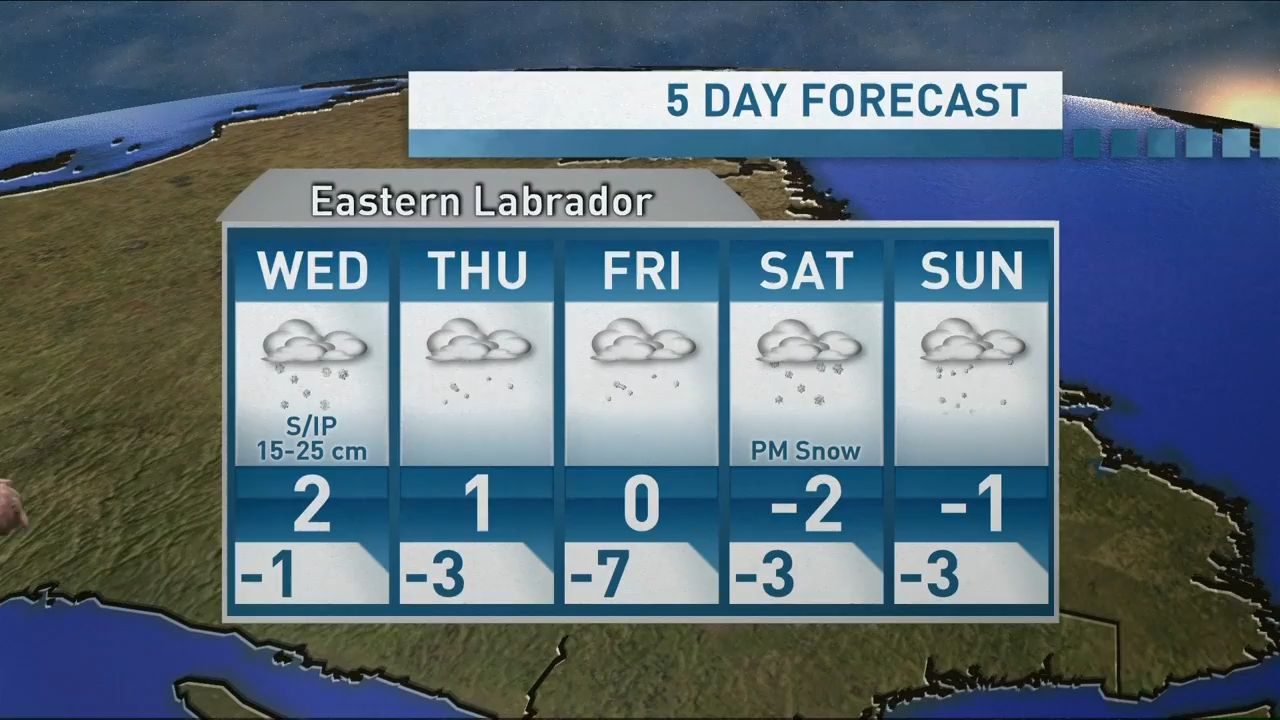 5 DAY FORECAST
Eastern Labrador
WED THU FRI SAT SUN
S/IP
15-25 cm PM Snow
2 1 0 -2 -1
-1 -3 -7 -3 -3